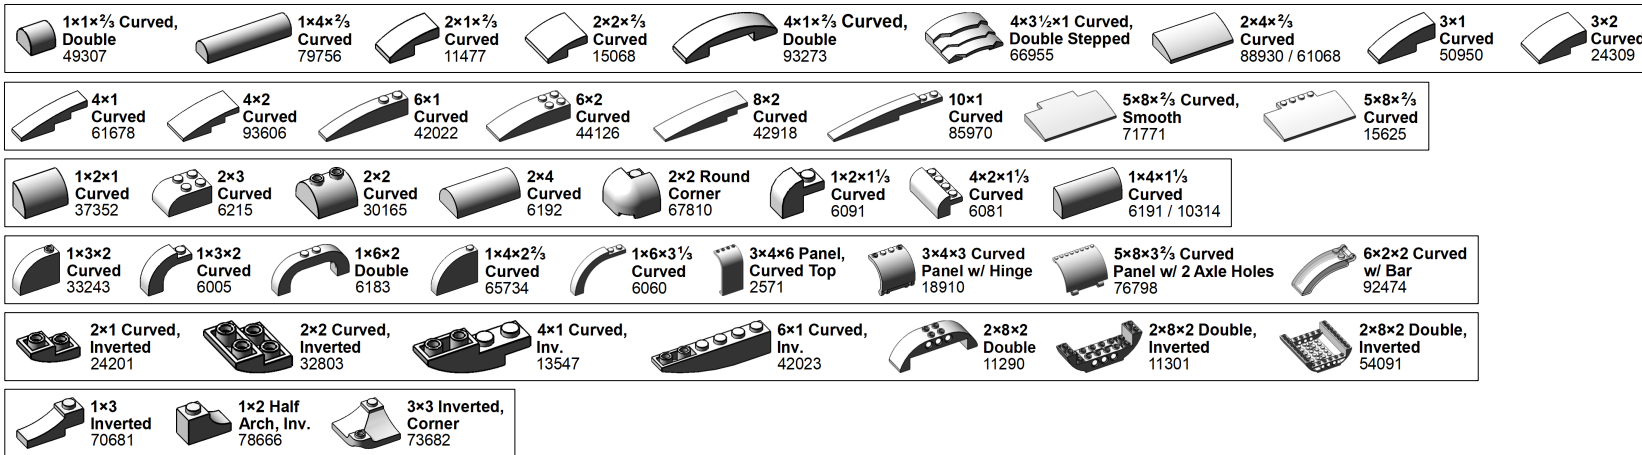 1×1×⅔ Curved,
Double
49307
1×4×⅔
Curved
79756
2×1×⅔
Curved
11477
2×2×⅔
Curved
15068
4×1×⅔ Curved,
Double
93273
4×3½×1 Curved,
Double Stepped
66955
2×4×⅔
Curved
88930 / 61068
3×1
Curved
50950
3×2
Curved
24309
4×1
Curved
61678
4×2
Curved
93606
6×1
Curved
42022
6×2
Curved
44126
8×2
Curved
42918
10×1
Curved
85970
5×8×⅔ Curved,
Smooth
71771
5×8×⅔
Curved
15625
1×2×1
Curved
37352
2×3
Curved
6215
2×2
Curved
30165
2×4
Curved
6192
2×2 Round
Corner
67810
1×2×1⅓
Curved
6091
4×2×1⅓
Curved
6081
1×4×1⅓
Curved
6191 / 10314
1×3×2
Curved
33243
1×3×2
Curved
6005
1×6×2
Double
6183
1×4×2⅔
Curved
65734
1×6×3⅓
Curved
6060
3×4×6 Panel,
Curved Top
2571
3×4×3 Curved
Panel w/ Hinge
18910
5×8×3⅔ Curved
Panel w/ 2 Axle Holes
76798
6×2×2 Curved
w/ Bar
92474
2×1 Curved,
Inverted
24201
2×2 Curved,
Inverted
32803
4×1 Curved,
Inv.
13547
6×1 Curved,
Inv.
42023
2×8×2
Double
11290
2×8×2 Double,
Inverted
11301
2×8×2 Double,
Inverted
54091
1×3
Inverted
70681
1×2 Half
Arch, Inv.
78666
3×3 Inverted,
Corner
73682